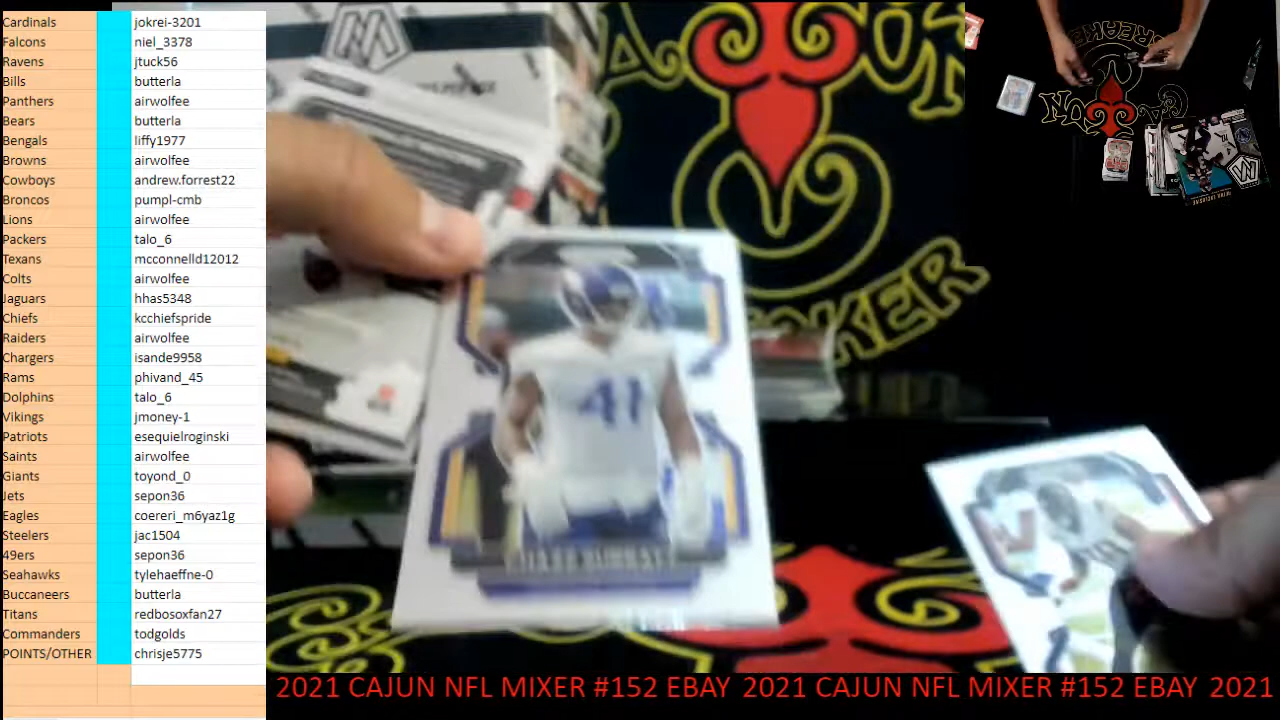 Cardinals jokrei-3201
Falcons niel_3378
Ravens jtuck56
Bills butterla
Panthers airwolfee
Bears butterla
Bengals liffy1977
Browns airwolfee
Cowboys andrew.forrest22
Broncos pumpl-cmb
Lions airwolfee
Packers talo_6
Texans mcconnelld12012
Colts airwolfee
Jaguars hhas5348
Chiefs kcchiefspride
Raiders airwolfee
Chargers isande9958
Rams phivand_45
Dolphins talo_6
Vikings jmoney-1
Patriots esequielroginski
Saints airwolfee
Giants toyond_0
Jets sepon36
Eagles coereri_m6yaz1g
Steelers jac1504
49ers sepon36
Seahawks tylehaeffne-0
Buccaneers butterla
Titans redbosoxfan27
Commanders todgolds
POINTS/OTHER chrisje5775
41
2021 CAJUN NFL MIXER #152 EBAY 2021 CAJUN NFL MIXER #152 EBAY 2021